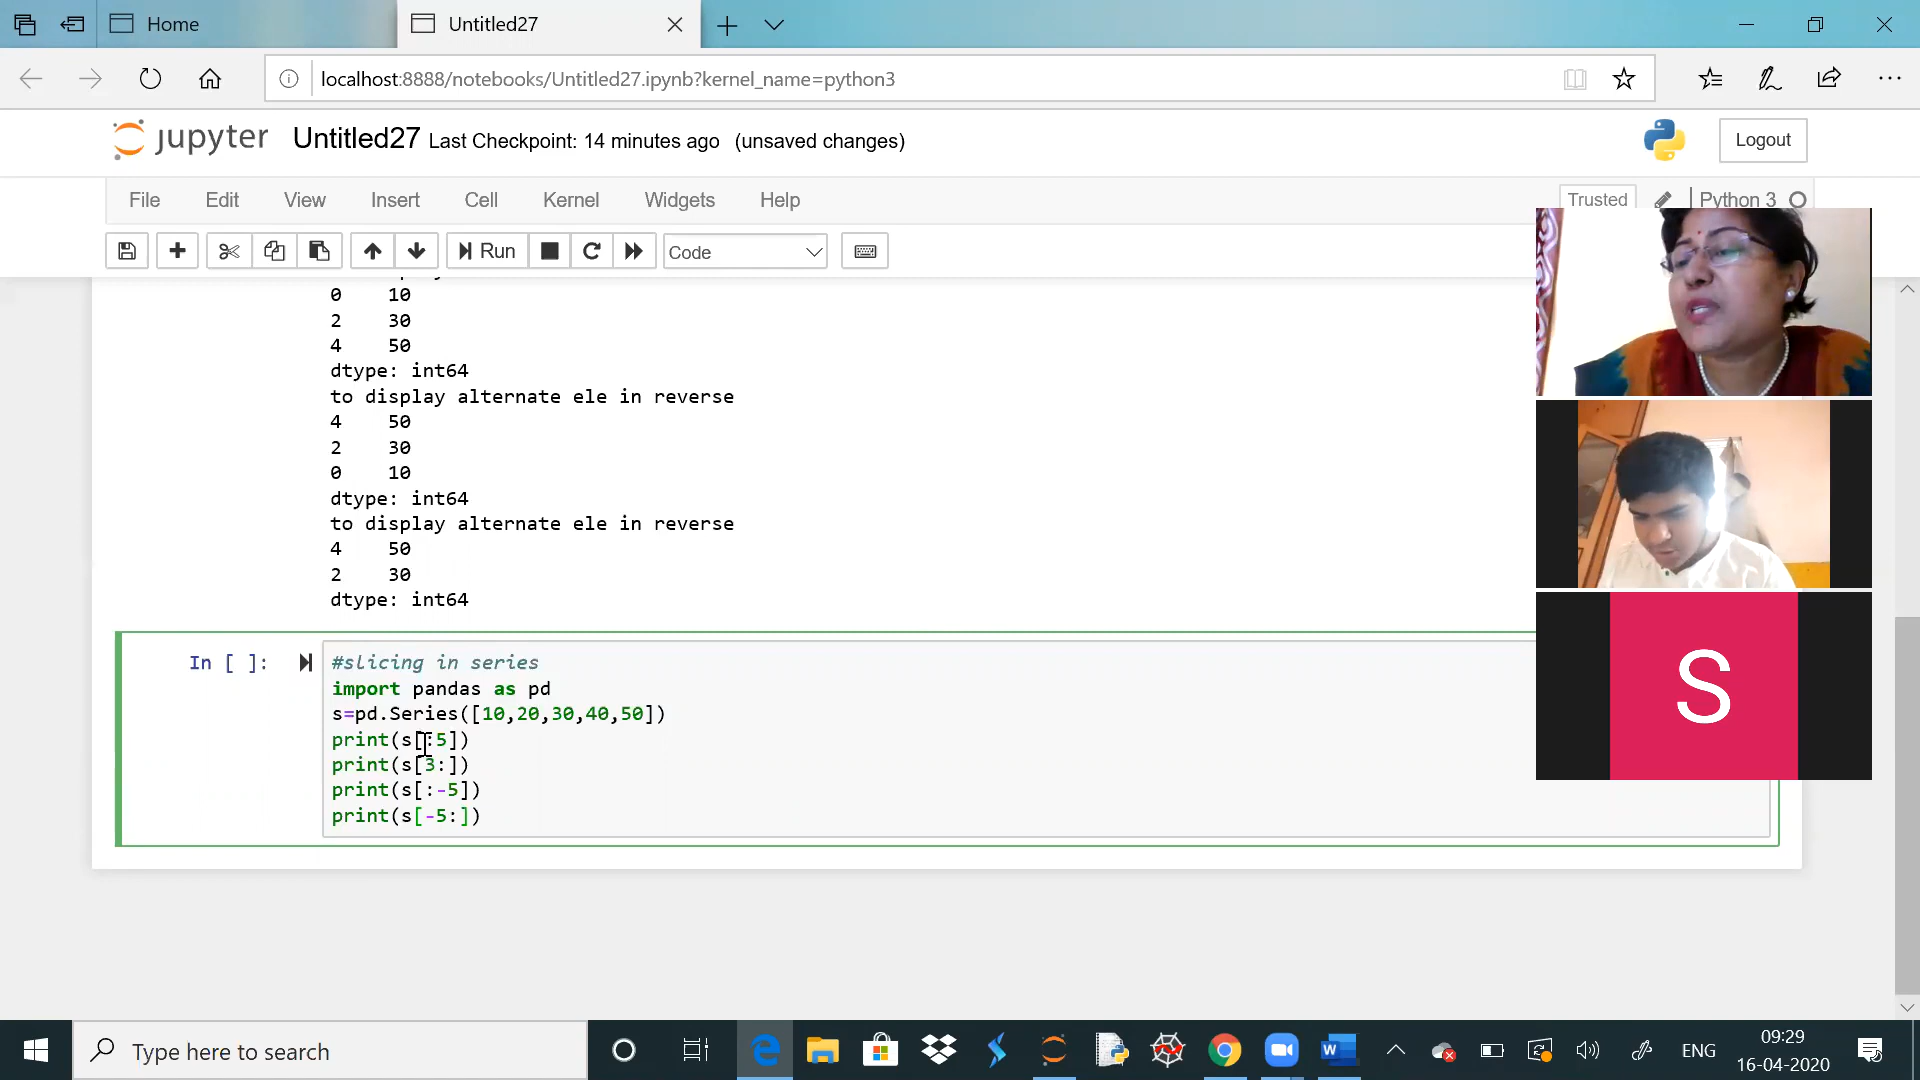 Home
Untitled27
localhost:8888/notebooks/Untitled27.ipynb?kernel_name=python3
jupyter Untitled27 Last Checkpoint: 14 minutes ago (unsaved changes)
Logout
File Edit View Insert Cell Kernel Widgets Help
Trusted Python 3
Run Code
0 10
2 30
4 50
dtype: int64
to display alternate ele in reverse
4 50
2 30
0 10
dtype: int64
to display alternate ele in reverse
4 50
2 30
dtype: int64
In [ ]:
#slicing in series
import pandas as pd
s=pd.Series([10,20,30,40,50])
print(s[:5])
print(s[3:])
print(s[:-5])
print(s[-5:])
S
Type here to search
ENG
09:29
16-04-2020